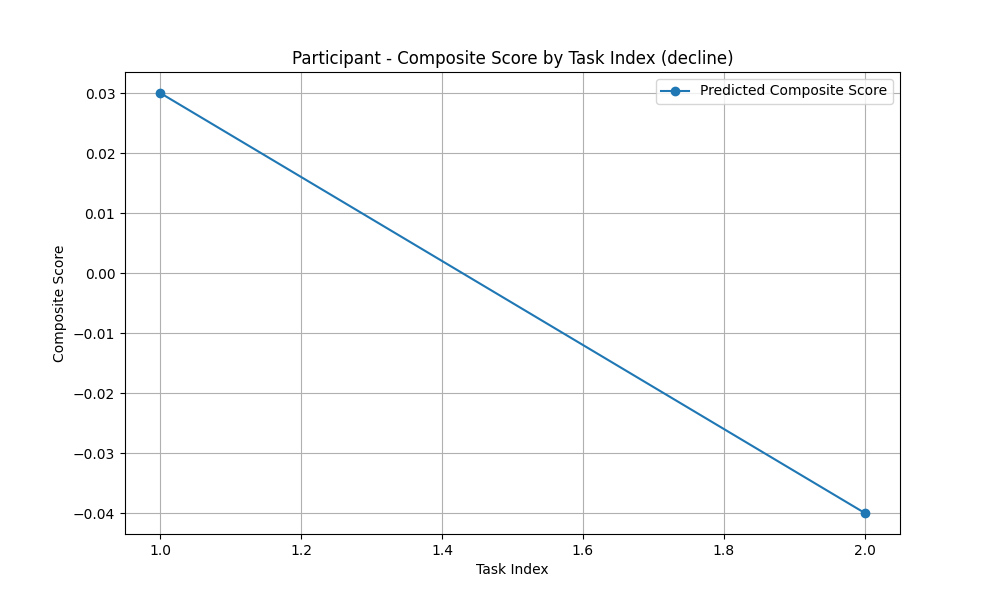 Participant - Composite Score by Task Index (decline)
Predicted Composite Score
Composite Score
0.03
0.02
0.01
0.00
−0.01
−0.02
−0.03
−0.04
1.0 1.2 1.4 1.6 1.8 2.0
Task Index